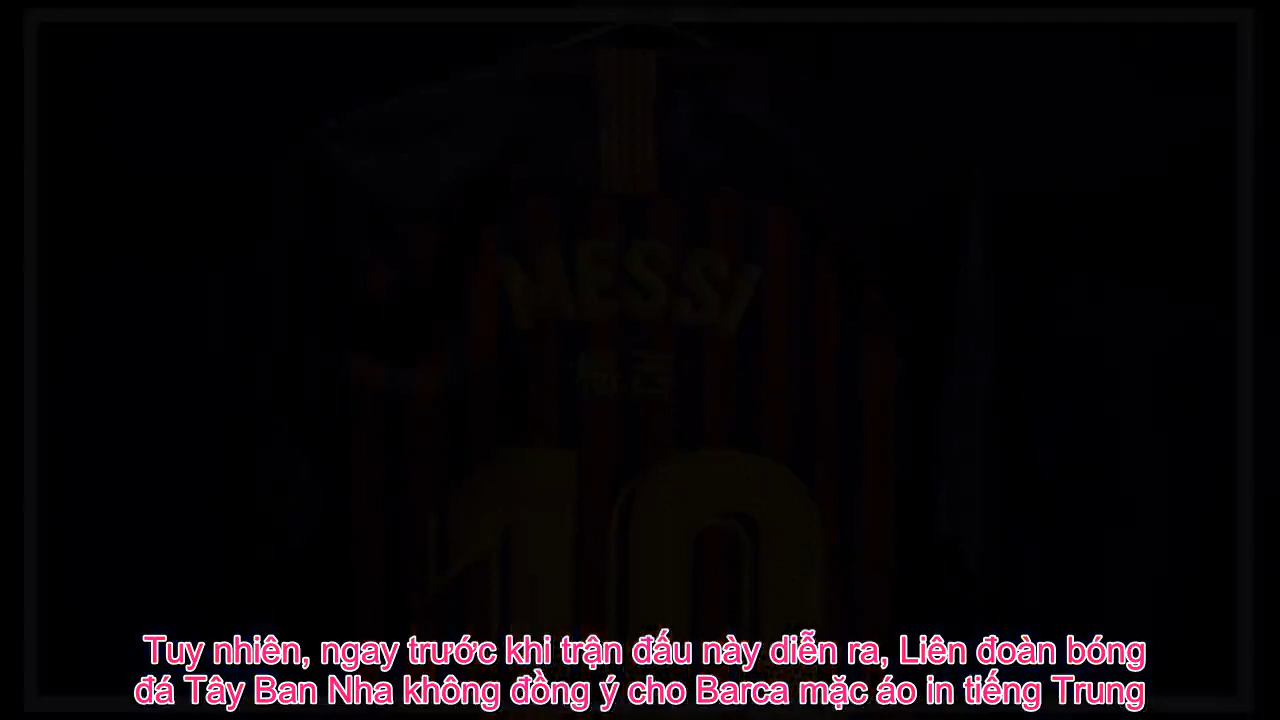 MESSI
梅西
10
Tuy nhiên, ngay trước khi trận đấu này diễn ra, Liên đoàn bóng
đá Tây Ban Nha không đồng ý cho Barca mặc áo in tiếng Trung